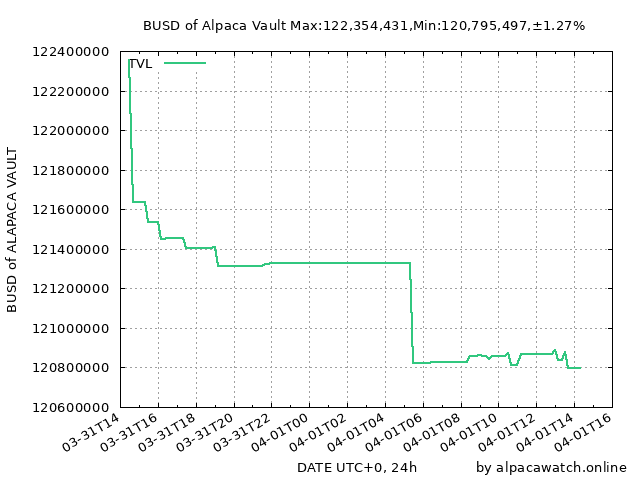 BUSD of Alpaca Vault Max:122,354,431,Min:120,795,497,±1.27%
TVL
122400000
122200000
122000000
121800000
121600000
121400000
121200000
121000000
120800000
120600000
BUSD of ALAPACA VAULT
03-31T14
03-31T16
03-31T18
03-31T20
03-31T22
04-01T00
04-01T02
04-01T04
04-01T06
04-01T08
04-01T10
04-01T12
04-01T14
04-01T16
DATE UTC+0, 24h
by alpacawatch.online